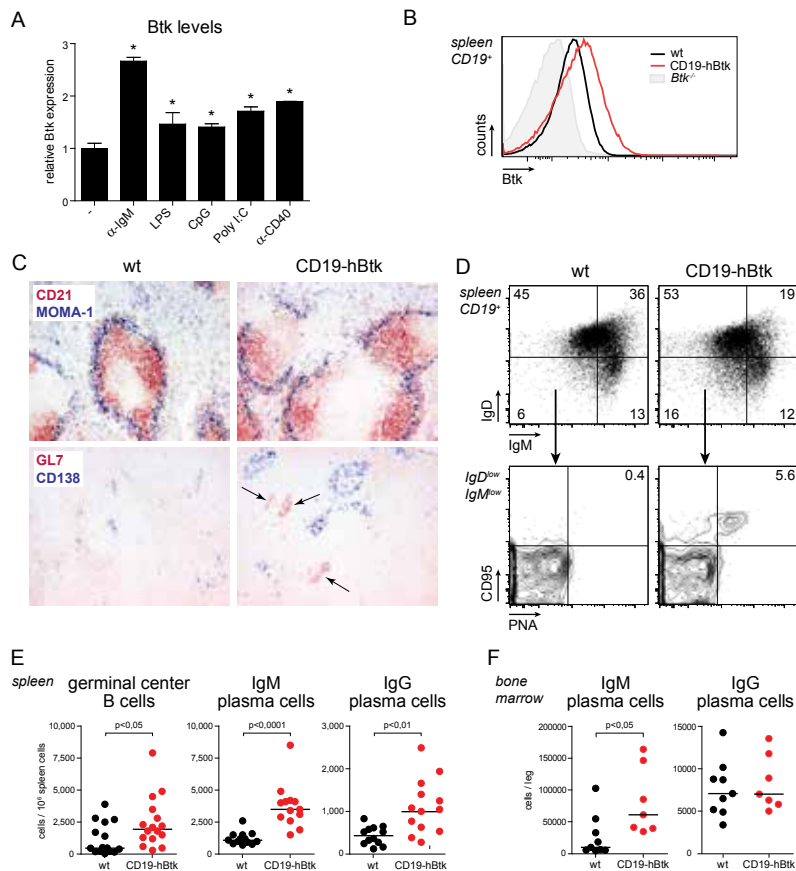 A
Btk levels
relative Btk expression
3
2
1
0
*
*
*
*
*
-
α-IgM
LPS
CpG
Poly I:C
α-CD40
B
spleen
CD19+
wt
CD19-hBtk
Btk-/-
counts
Btk
C
wt
CD19-hBtk
CD21
MOMA-1
GL7
CD138
D
wt
CD19-hBtk
spleen
CD19+
45
36
6
13
53
19
16
12
IgD
IgM
IgDlow
IgMlow
0.4
5.6
CD95
PNA
E
spleen
germinal center
B cells
IgM
plasma cells
IgG
plasma cells
cells / 10⁶ spleen cells
10,000
7,500
5,000
2,500
0
p<0,05
wt
CD19-hBtk
10,000
7,500
5,000
2,500
0
p<0,0001
wt
CD19-hBtk
3,000
2,000
1,000
0
p<0,01
wt
CD19-hBtk
F
bone
marrow
IgM
plasma cells
IgG
plasma cells
cells / leg
200000
150000
100000
50000
0
p<0,05
wt
CD19-hBtk
15000
10000
5000
0
wt
CD19-hBtk